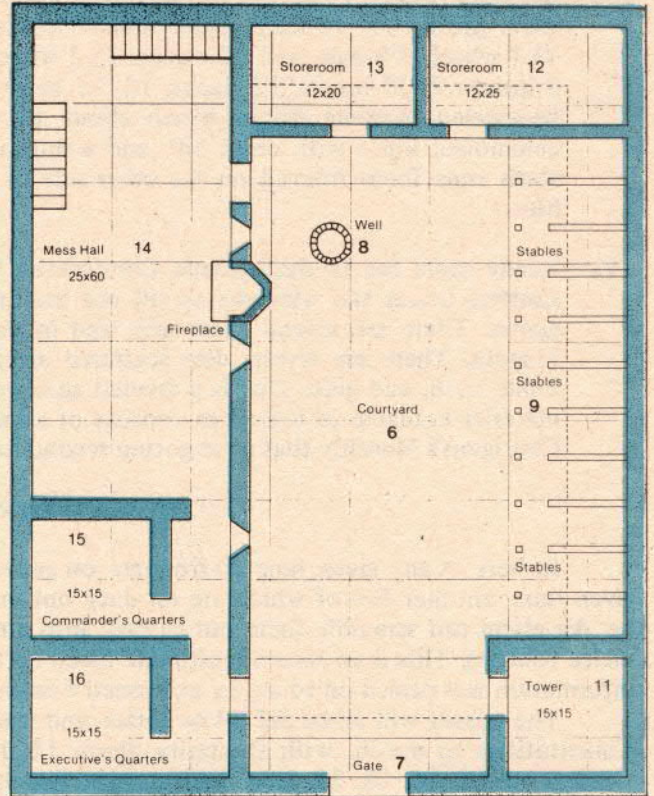 Storeroom 13
12x20
Storeroom 12
12x25
Well
8
Mess Hall 14
25x60
Fireplace
Stables
Stables
9
Courtyard
6
Stables
15
15x15
Commander's Quarters
16
15x15
Executive's Quarters
Tower 11
15x15
Gate 7